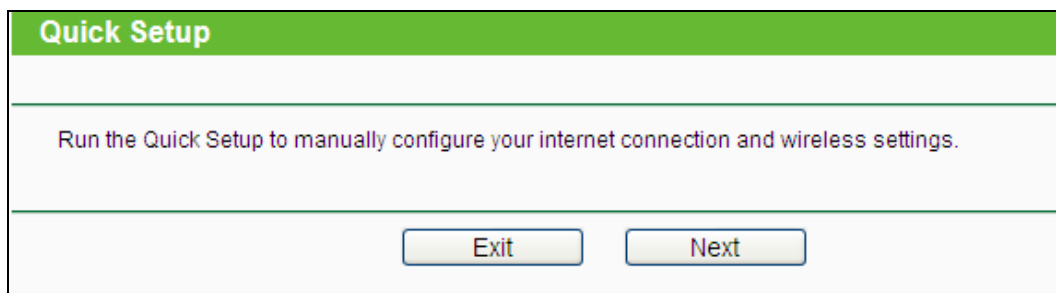 Quick Setup
Run the Quick Setup to manually configure your internet connection and wireless settings.
Exit Next